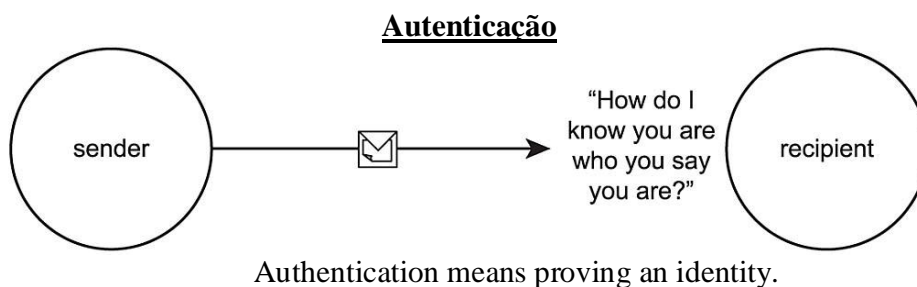 Autenticação
sender
“How do I
know you are
who you say
you are?”
recipient
Authentication means proving an identity.